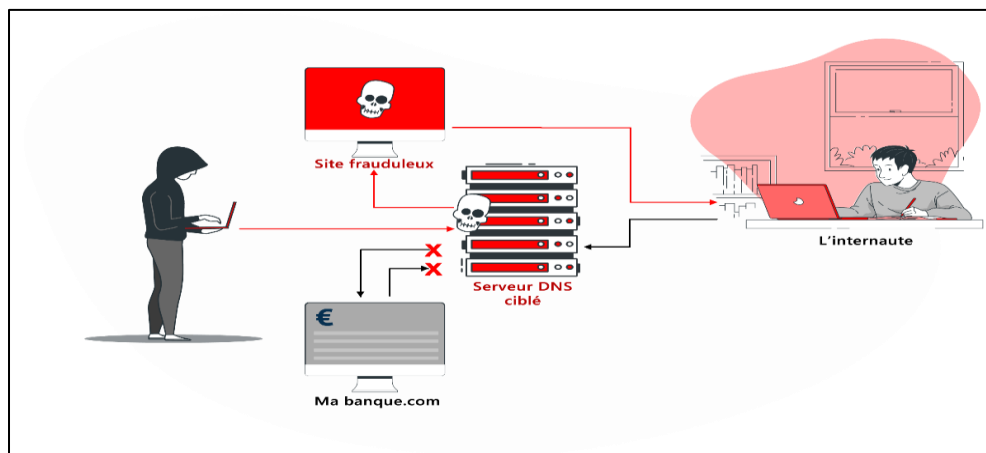 Site frauduleux
L'internaute
Serveur DNS
ciblé
€
Ma banque.com